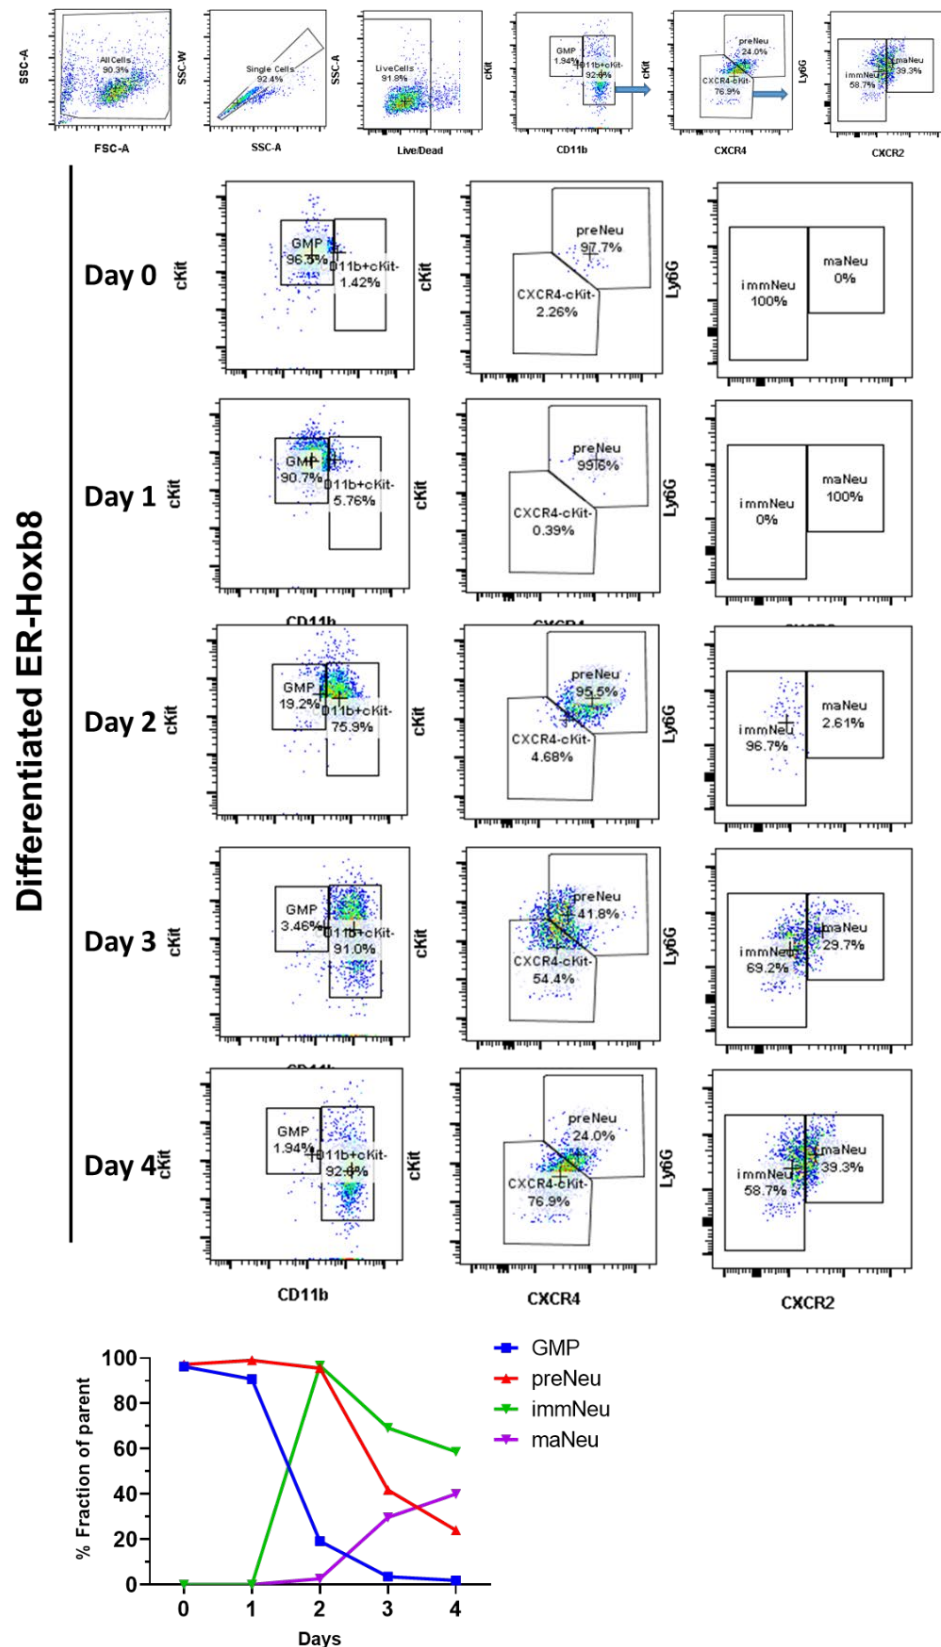 SSC-A
All Cells
90.3%
FSC-A
SSC-W
Single Cells
92.4%
SSC-A
SSC-A
Live Cells
91.8%
Live/Dead
cKit
GMP
1.94%
D11b+cKit-
CD11b
cKit
preNeu
24.0%
CXCR4-cKit-
76.9%
CXCR4
Ly6G
immNeu
58.7%
maNeu
39.3%
CXCR2
Differentiated ER-Hoxb8
Day 0
cKit
GMP
96.5%
D11b+cKit-
1.42%
cKit
preNeu
97.7%
CXCR4-cKit-
2.26%
Ly6G
immNeu
100%
maNeu
0%
Day 1
cKit
GMP
90.7%
D11b+cKit-
5.76%
CD11b
cKit
preNeu
99.6%
CXCR4-cKit-
0.39%
CXCR4
Ly6G
immNeu
0%
maNeu
100%
Day 2
cKit
GMP
19.2%
D11b+cKit-
75.9%
cKit
preNeu
95.5%
CXCR4-cKit-
4.68%
Ly6G
immNeu
96.7%
maNeu
2.61%
Day 3
cKit
GMP
3.46%
D11b+cKit-
91.0%
CD11b
cKit
preNeu
41.8%
CXCR4-cKit-
54.4%
Ly6G
immNeu
69.2%
maNeu
29.7%
Day 4
cKit
GMP
1.94%
D11b+cKit-
CD11b
cKit
preNeu
24.0%
CXCR4-cKit-
76.9%
CXCR4
Ly6G
immNeu
58.7%
maNeu
39.3%
CXCR2
% Fraction of parent
100
80
60
40
20
0
0 1 2 3 4
Days
GMP
preNeu
immNeu
maNeu